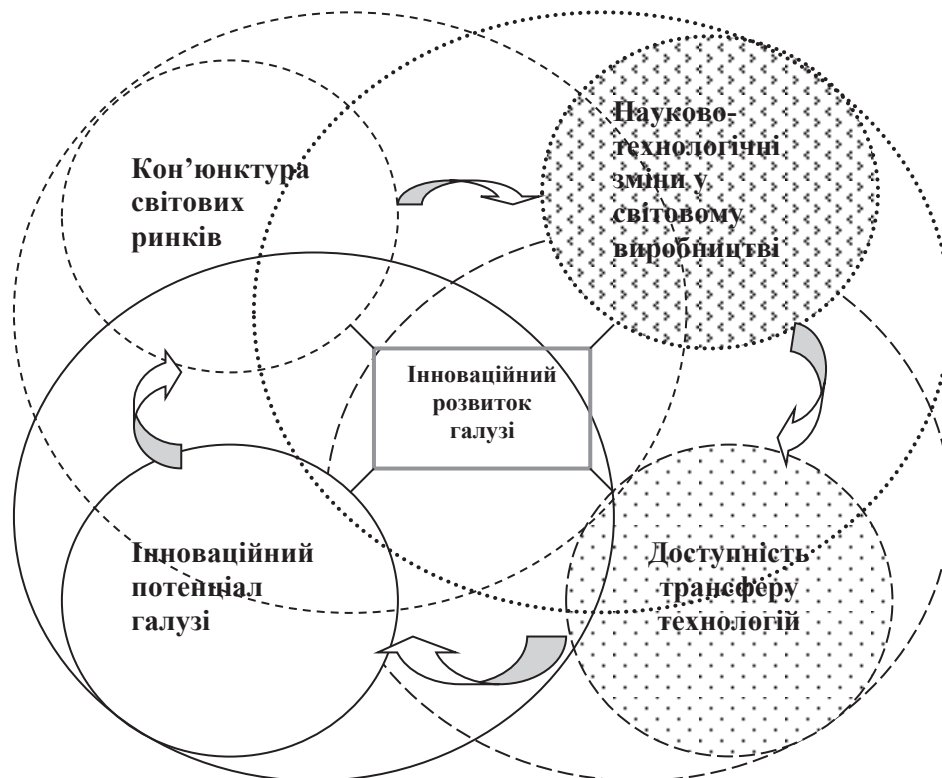 Кон’юнктура
світових
ринків
Науково-
технологічні
зміни у
світовому
виробництві
Інноваційний
розвиток
галузі
Інноваційний
потенціал
галузі
Доступність
трансферу
технологій